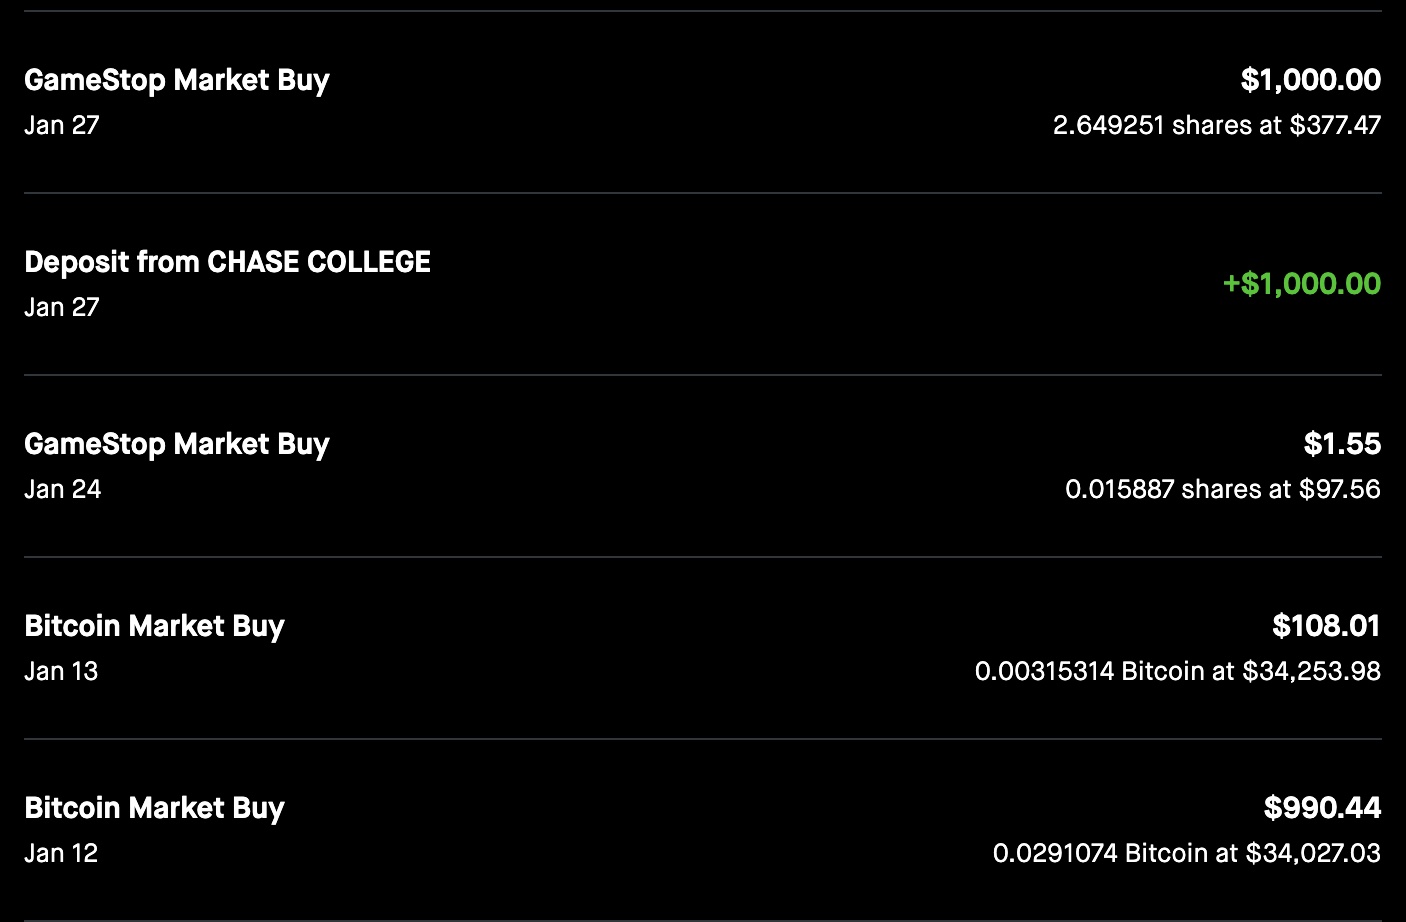 GameStop Market Buy
$1,000.00
Jan 27
2.649251 shares at $377.47
Deposit from CHASE COLLEGE
Jan 27
+$1,000.00
GameStop Market Buy
$1.55
Jan 24
0.015887 shares at $97.56
Bitcoin Market Buy
$108.01
Jan 13
0.00315314 Bitcoin at $34,253.98
Bitcoin Market Buy
$990.44
Jan 12
0.0291074 Bitcoin at $34,027.03